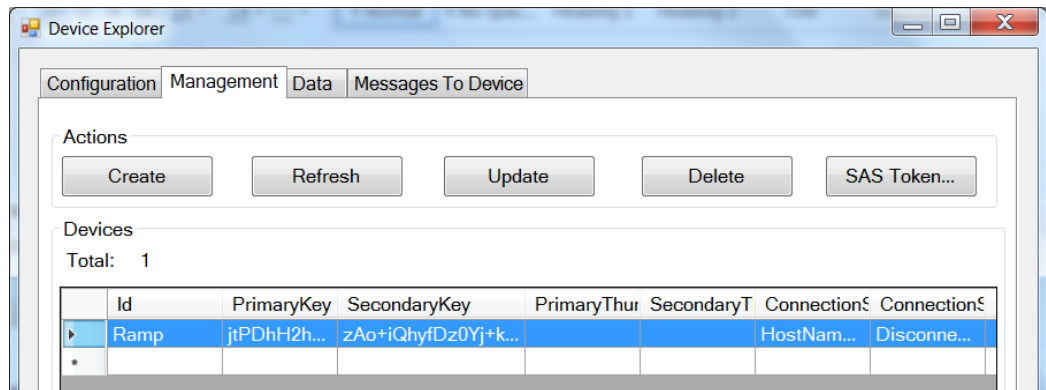 Device Explorer
Configuration Management Data Messages To Device
Actions
Create Refresh Update Delete SAS Token...
Devices
Total: 1
Id PrimaryKey SecondaryKey PrimaryThur SecondaryT ConnectionS ConnectionS
Ramp jtPDhH2h... zAo+iQhyfDz0Yj+k... HostNam... Disconne...
*